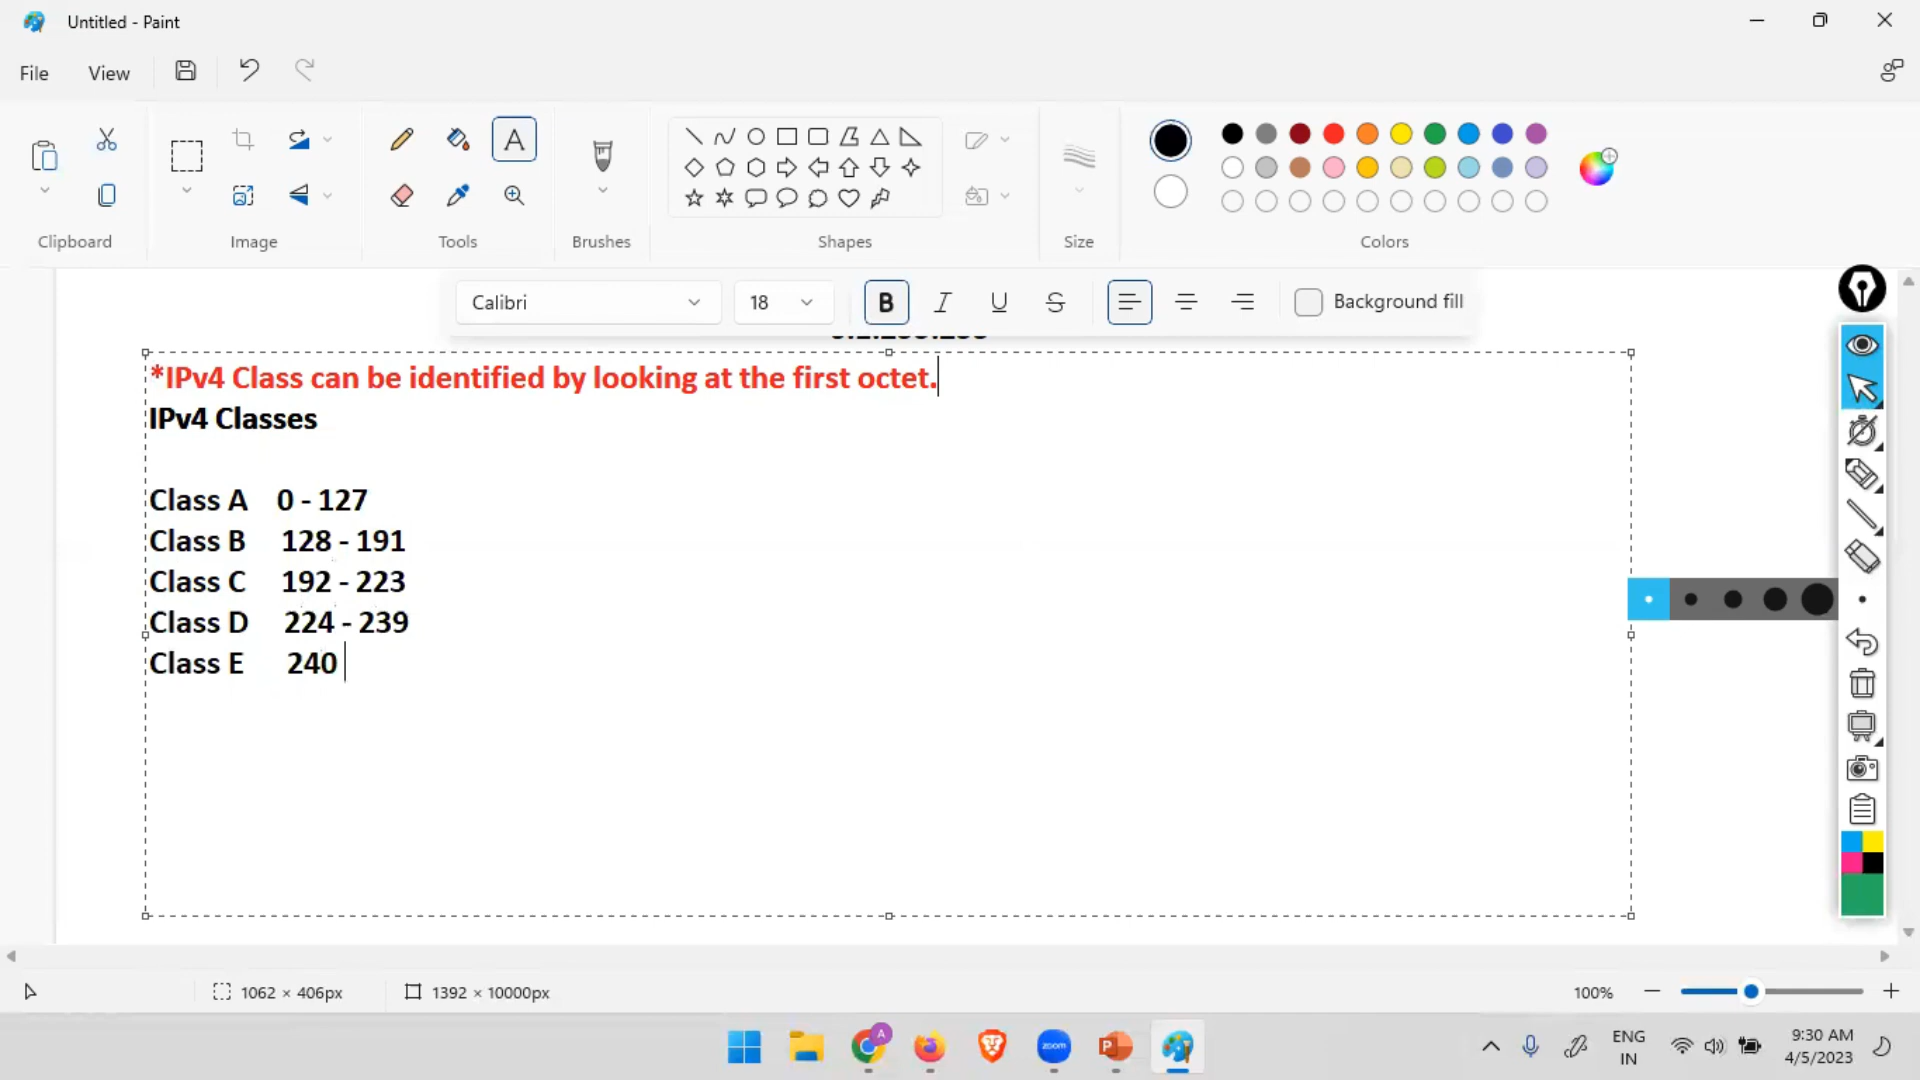 Untitled - Paint
File
View
Clipboard
Image
Tools
Brushes
Shapes
Size
Colors
Calibri
18
Background fill
*IPv4 Class can be identified by looking at the first octet.
IPv4 Classes
Class A 0 - 127
Class B 128 - 191
Class C 192 - 223
Class D 224 - 239
Class E 240
1062 × 406px
1392 × 10000px
100%
A
zoom
ENG
IN
9:30 AM
4/5/2023